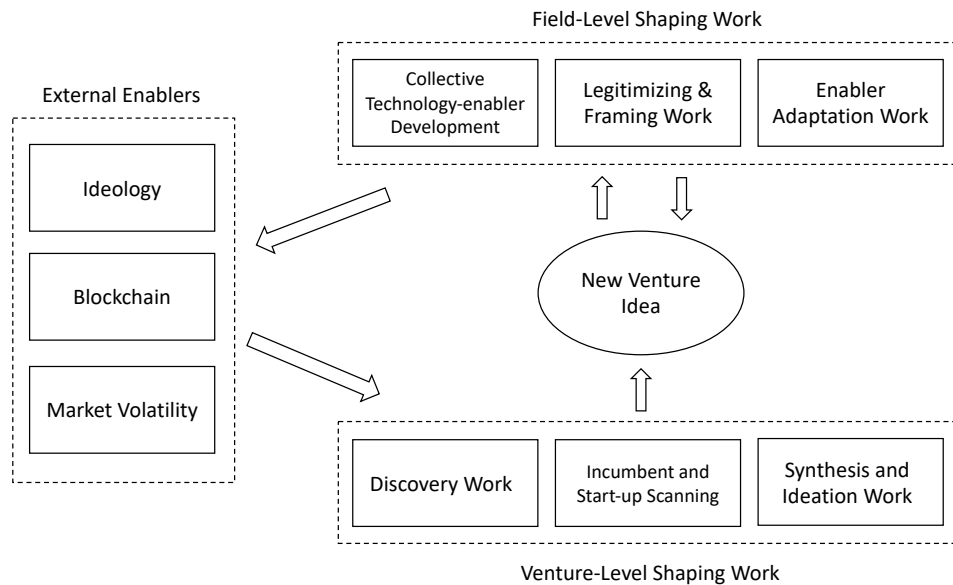 Field-Level Shaping Work
Collective
Technology-enabler
Development
Legitimizing &
Framing Work
Enabler
Adaptation Work
External Enablers
Ideology
Blockchain
Market Volatility
New Venture
Idea
Discovery Work
Incumbent and
Start-up Scanning
Synthesis and
Ideation Work
Venture-Level Shaping Work